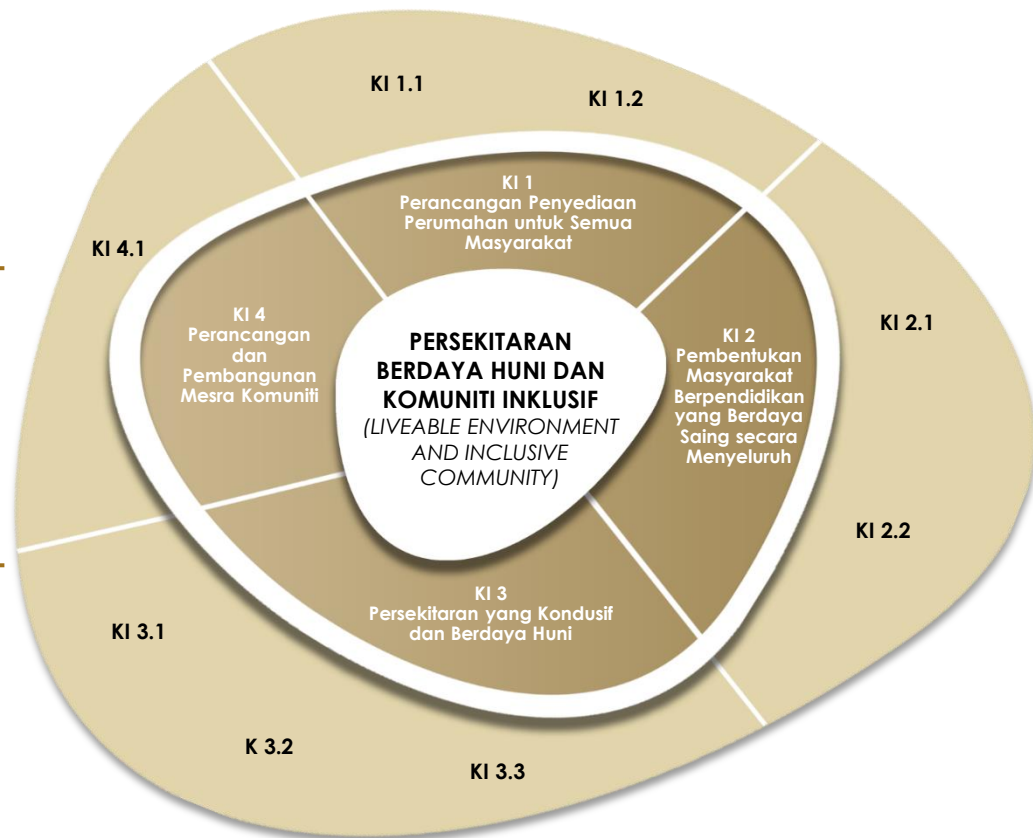 KI 1.1
KI 1.2
KI 1
Perancangan Penyediaan
Perumahan untuk Semua
Masyarakat
KI 4.1
KI 4
Perancangan
dan
Pembangunan
Mesra Komuniti
PERSEKITARAN
BERDAYA HUNI DAN
KOMUNITI INKLUSIF
(LIVEABLE ENVIRONMENT
AND INCLUSIVE
COMMUNITY)
KI 2
Pembentukan
Masyarakat
Berpendidikan
yang Berdaya
Saing secara
Menyeluruh
KI 2.1
KI 2.2
KI 3
Persekitaran yang Kondusif
dan Berdaya Huni
KI 3.1
K 3.2
KI 3.3